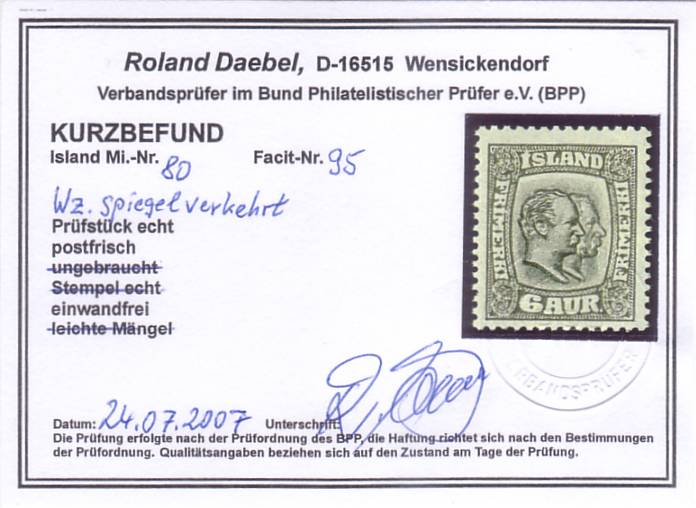 Roland Daebel, D-16515 Wensickendorf
Verbandsprüfer im Bund Philatelistischer Prüfer e.V. (BPP)
KURZBEFUND
Island Mi.-Nr. 80 Facit-Nr. 95
Wz. spiegelverkehrt
Prüfstück echt
postfrisch
ungebraucht
Stempel echt
einwandfrei
leichte Mängel
ISLAND
FRIMERKI
FRIMERKI
6 AUR
VERBANDSPRÜFER
Datum: 24.07.2007 Unterschrift:
Die Prüfung erfolgte nach der Prüfordnung des BPP, die Haftung richtet sich nach den Bestimmungen
der Prüfordnung. Qualitätsangaben beziehen sich auf den Zustand am Tage der Prüfung.